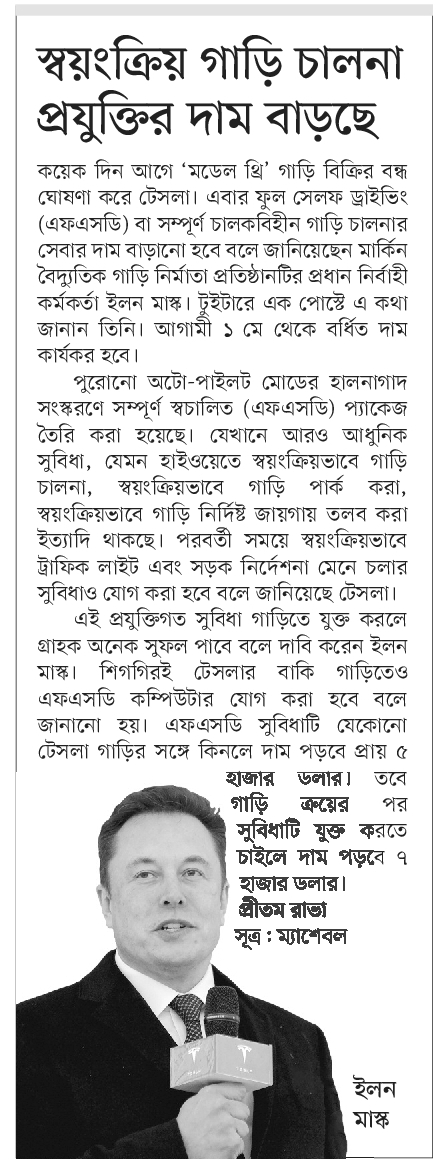 স্বয়ংক্রিয় গাড়ি চালনা
প্রযুক্তির দাম বাড়ছে
কয়েক দিন আগে ‘মডেল থ্রি’ গাড়ি বিক্রির বন্ধ
ঘোষণা করে টেসলা। এবার ফুল সেলফ ড্রাইভিং
(এফএসডি) বা সম্পূর্ণ চালকবিহীন গাড়ি চালনার
সেবার দাম বাড়ানো হবে বলে জানিয়েছেন মার্কিন
বৈদ্যুতিক গাড়ি নির্মাতা প্রতিষ্ঠানটির প্রধান নির্বাহী
কর্মকর্তা ইলন মাস্ক। টুইটারে এক পোস্টে এ কথা
জানান তিনি। আগামী ১ মে থেকে বর্ধিত দাম
কার্যকর হবে।
পুরোনো অটো-পাইলট মোডের হালনাগাদ
সংস্করণে সম্পূর্ণ স্বচালিত (এফএসডি) প্যাকেজ
তৈরি করা হয়েছে। যেখানে আরও আধুনিক
সুবিধা, যেমন হাইওয়েতে স্বয়ংক্রিয়ভাবে গাড়ি
চালনা, স্বয়ংক্রিয়ভাবে গাড়ি পার্ক করা,
স্বয়ংক্রিয়ভাবে গাড়ি নির্দিষ্ট জায়গায় তলব করা
ইত্যাদি থাকছে। পরবর্তী সময়ে স্বয়ংক্রিয়ভাবে
ট্রাফিক লাইট এবং সড়ক নির্দেশনা মেনে চলার
সুবিধাও যোগ করা হবে বলে জানিয়েছে টেসলা।
এই প্রযুক্তিগত সুবিধা গাড়িতে যুক্ত করলে
গ্রাহক অনেক সুফল পাবে বলে দাবি করেন ইলন
মাস্ক। শিগগিরই টেসলার বাকি গাড়িতেও
এফএসডি কম্পিউটার যোগ করা হবে বলে
জানানো হয়। এফএসডি সুবিধাটি যেকোনো
টেসলা গাড়ির সঙ্গে কিনলে দাম পড়বে প্রায় ৫
হাজার ডলার। তবে
গাড়ি ক্রয়ের পর
সুবিধাটি যুক্ত করতে
চাইলে দাম পড়বে ৭
হাজার ডলার।
প্রীতম রাভা
সূত্র : ম্যাশেবল
TESLA
ইলন
মাস্ক